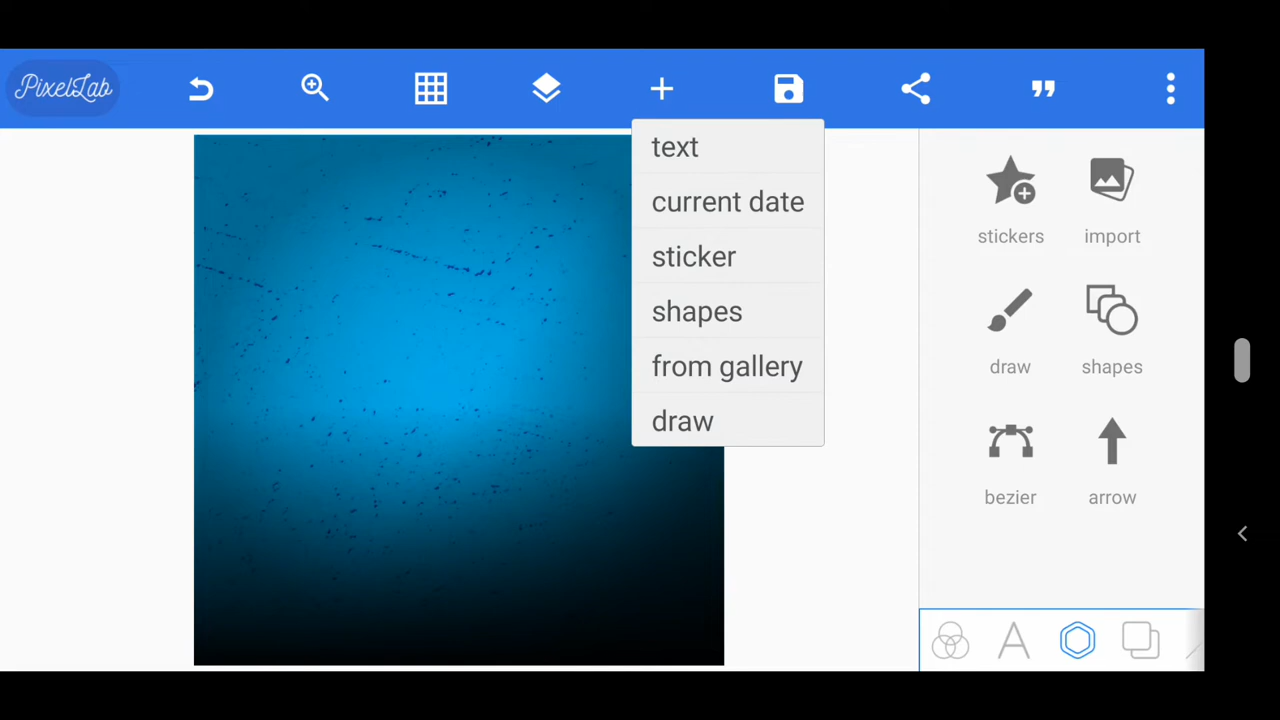 PixelLab
text
current date
sticker
shapes
from gallery
draw
stickers import
draw shapes
bezier arrow